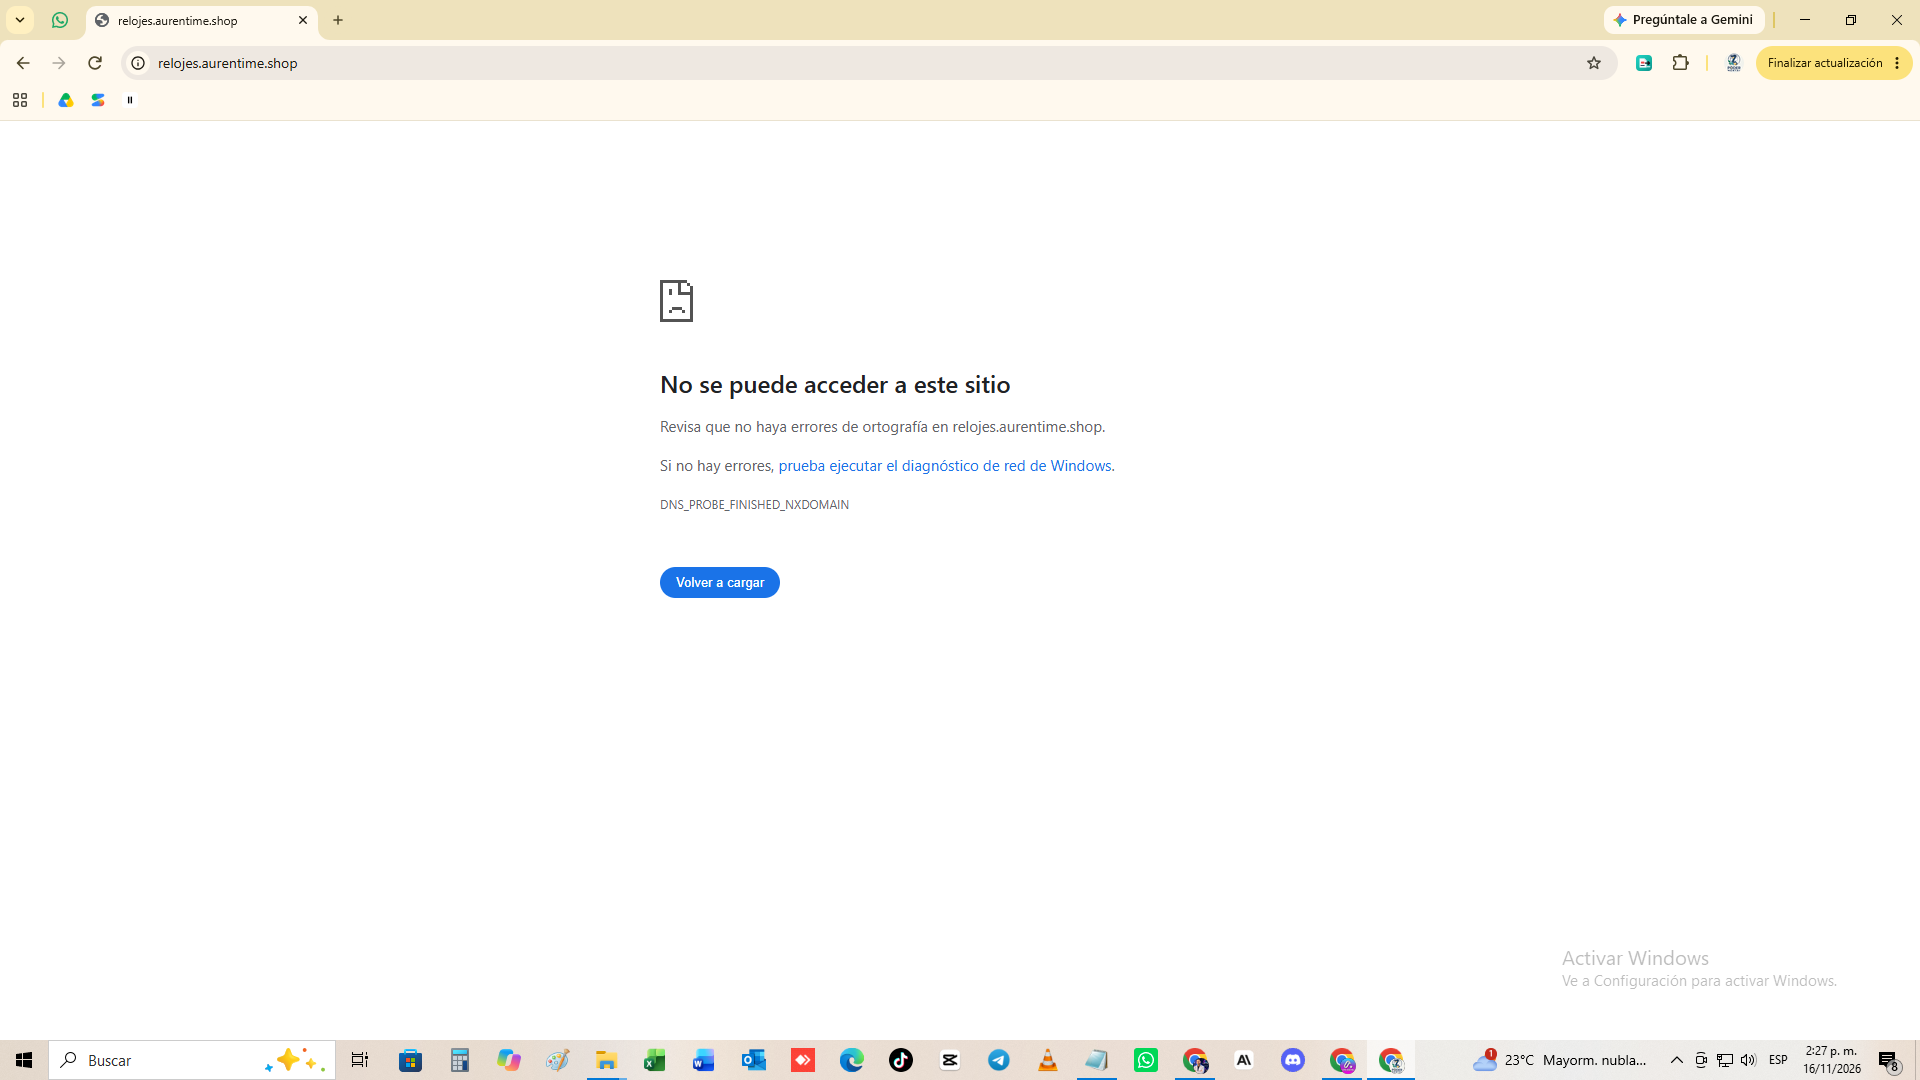 relojes.aurentime.shop
Pregúntale a Gemini
relojes.aurentime.shop
Finalizar actualización
No se puede acceder a este sitio
Revisa que no haya errores de ortografía en relojes.aurentime.shop.
Si no hay errores, prueba ejecutar el diagnóstico de red de Windows.
DNS_PROBE_FINISHED_NXDOMAIN
Volver a cargar
Activar Windows
Ve a Configuración para activar Windows.
Buscar
1
23°C Mayorm. nubla...
ESP
2:27 p. m.
16/11/2026
8